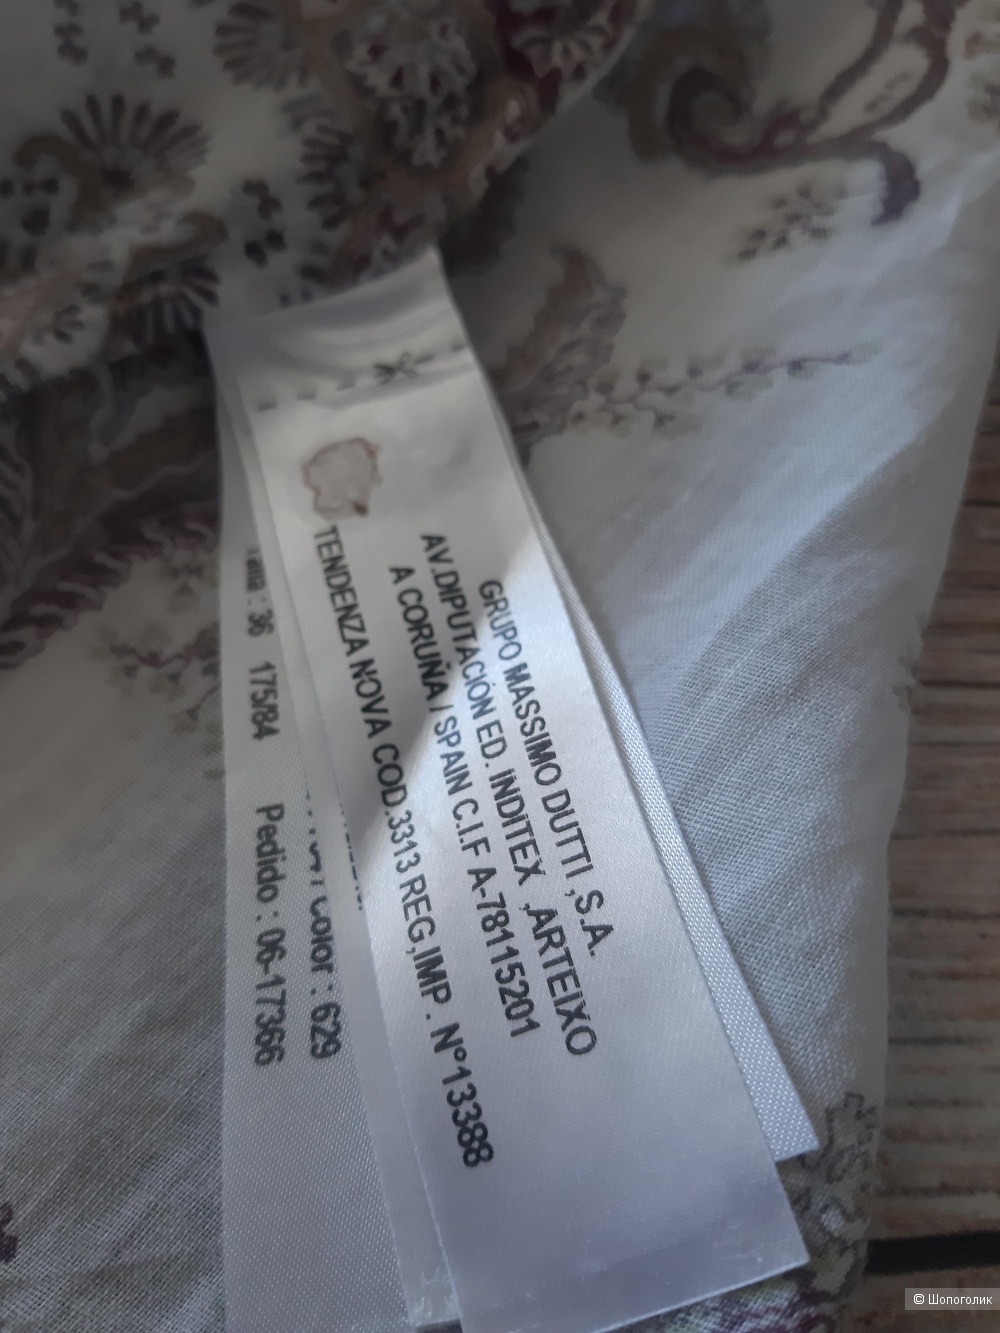 GRUPO MASSIMO DUTTI ,S.A.
AV.DIPUTACIÓN ED. INDITEX ,ARTEIXO
A CORUÑA / SPAIN C.I.F A-78115201
TENDENZA NOVA COD.3313 REG,IMP . Nº13388
Color : 629
: 36 175/84 Pedido : 06-17366
© Шопоголик